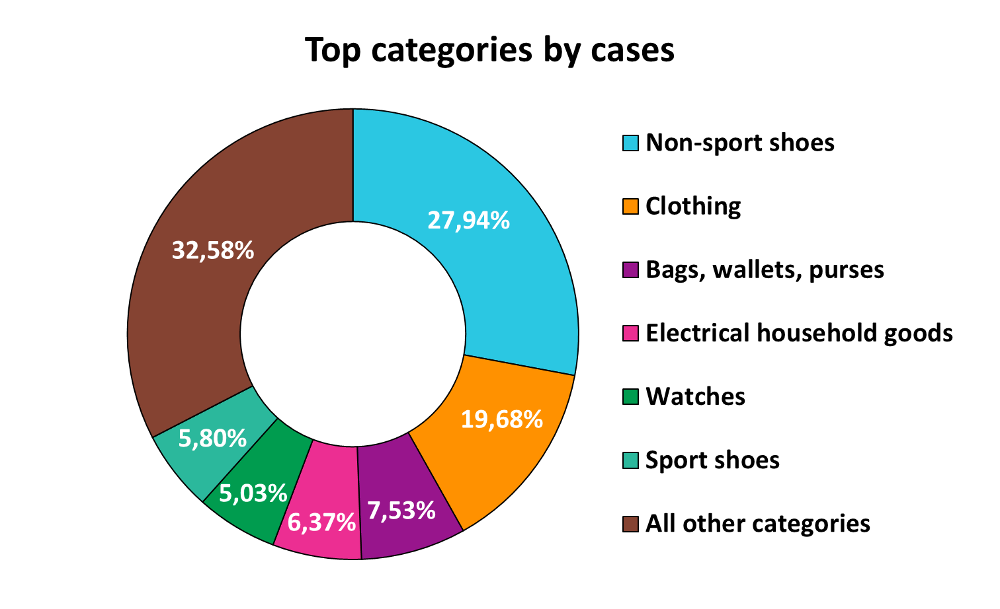 Top categories by cases
27,94%
19,68%
7,53%
6,37%
5,03%
5,80%
32,58%
Non-sport shoes
Clothing
Bags, wallets, purses
Electrical household goods
Watches
Sport shoes
All other categories